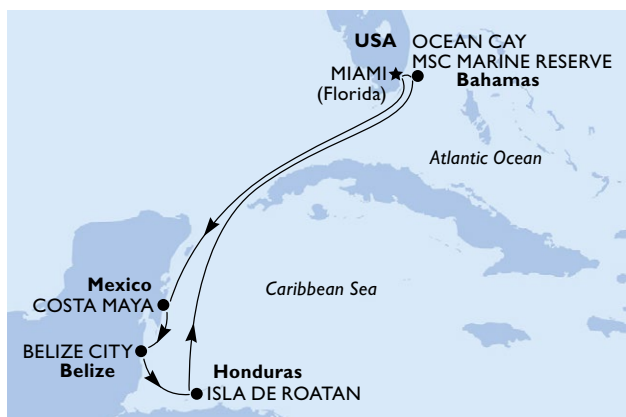 USA
OCEAN CAY
MSC MARINE RESERVE
Bahamas
MIAMI
(Florida)
Atlantic Ocean
Mexico
COSTA MAYA
Caribbean Sea
BELIZE CITY
Belize
Honduras
ISLA DE ROATAN